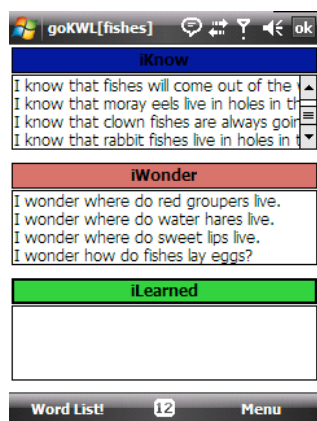 goKWL[fishes] ok
iKnow
I know that fishes will come out of the
I know that moray eels live in holes in th
I know that clown fishes are always goin
I know that rabbit fishes live in holes in t
iWonder
I wonder where do red groupers live.
I wonder where do water hares live.
I wonder where do sweet lips live.
I wonder how do fishes lay eggs?
iLearned
Word List! 12 Menu